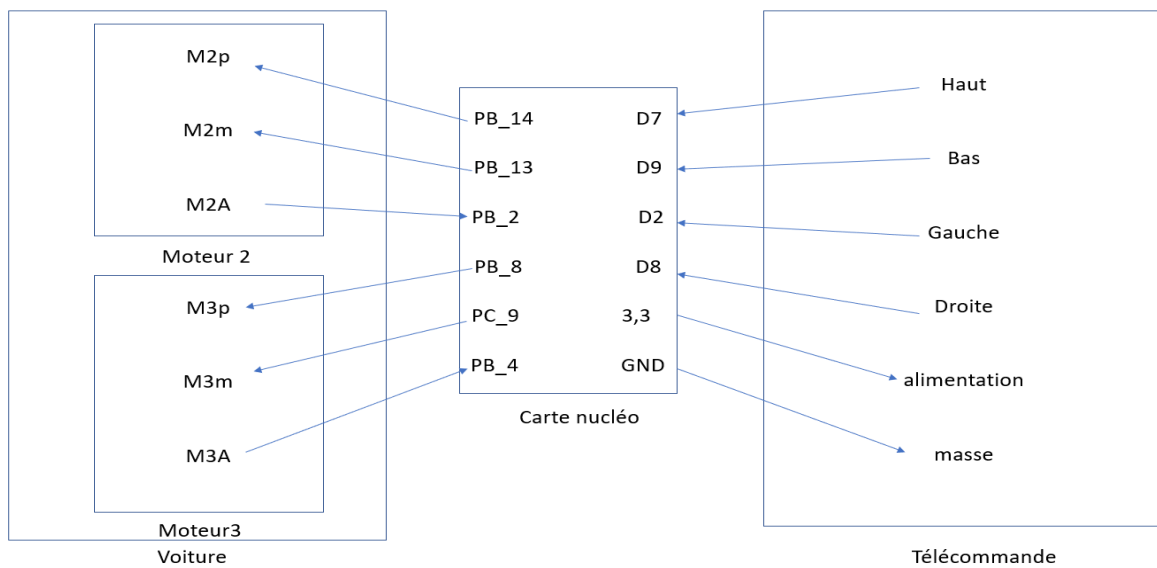 M2p
M2m
M2A
Moteur 2
M3p
M3m
M3A
Moteur3
Voiture
PB_14
PB_13
PB_2
PB_8
PC_9
PB_4
D7
D9
D2
D8
3,3
GND
Carte nucléo
Haut
Bas
Gauche
Droite
alimentation
masse
Télécommande